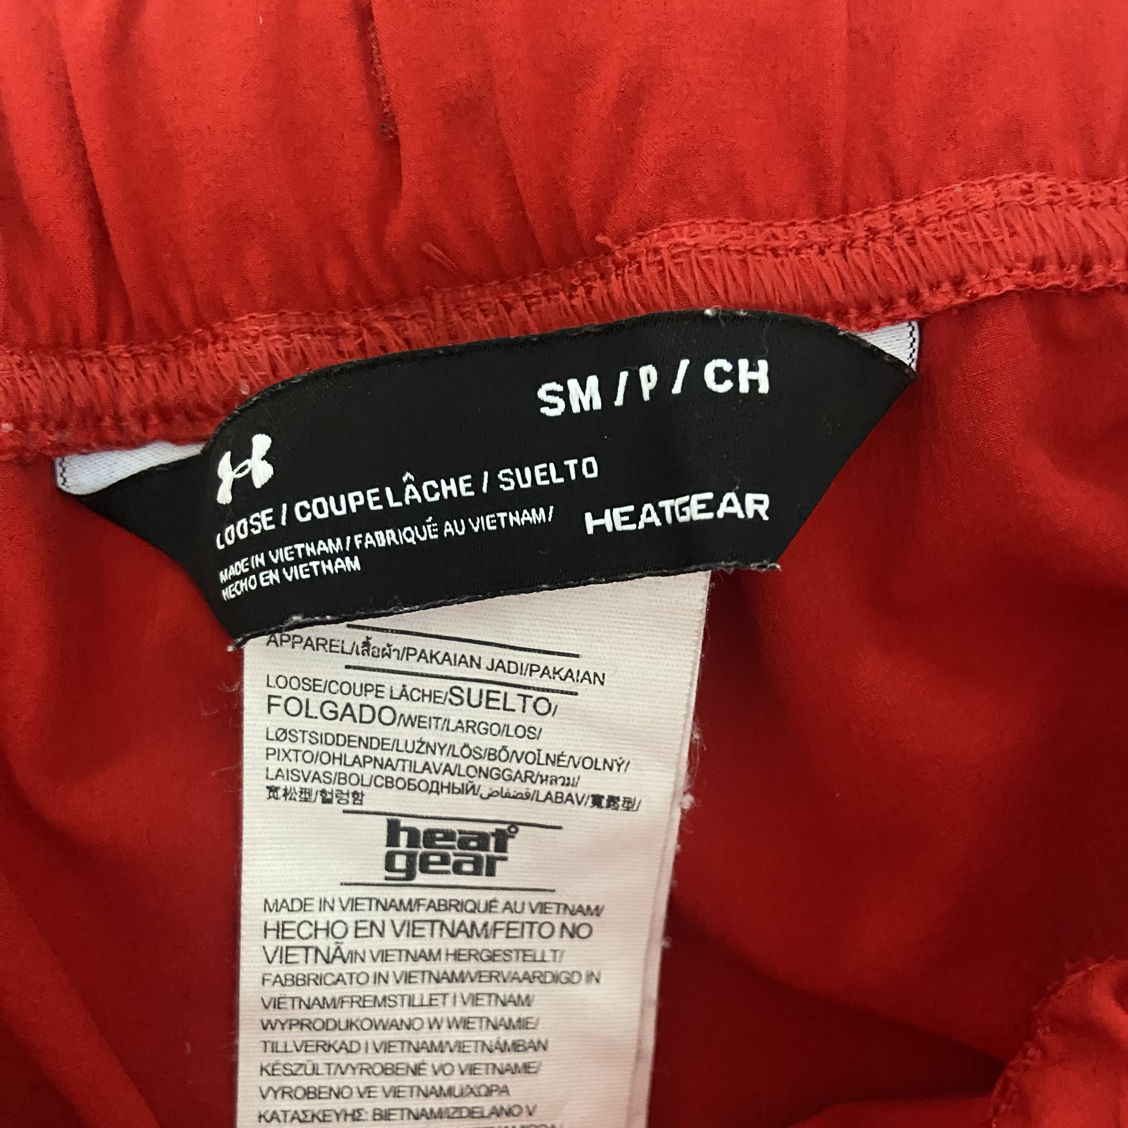 SM / P / CH
LOOSE / COUPE LÂCHE / SUELTO
HEATGEAR
MADE IN VIETNAM / FABRIQUÉ AU VIETNAM /
HECHO EN VIETNAM
APPAREL/เสื้อผ้า/PAKAIAN JADI/PAKAIAN
LOOSE/COUPE LÂCHE/SUELTO/
FOLGADO/WEIT/LARGO/LOS/
LØSTSIDDENDE/LUŹNY/LÖS/BŐ/VOĽNÉ/VOLNÝ/
PIXTO/OHLAPNA/TILAVA/LONGGAR/หลวม/
LAISVAS/BOL/СВОБОДНЫЙ/فضفاض/LABAV/寬鬆型/
宽松型/헐렁함
heat gear
MADE IN VIETNAM/FABRIQUÉ AU VIETNAM/
HECHO EN VIETNAM/FEITO NO
VIETNÃ/IN VIETNAM HERGESTELLT/
FABBRICATO IN VIETNAM/VERVAARDIGD IN
VIËTNAM/FREMSTILLET I VIETNAM/
WYPRODUKOWANO W WIETNAMIE/
TILLVERKAD I VIETNAM/VIETNÁMBAN
KÉSZÜLT/VYROBENÉ VO VIETNAME/
VYROBENO VE VIETNAMU/ΧΩΡΑ
ΚΑΤΑΣΚΕΥΗΣ: ΒΙΕΤΝΑΜ/IZDELANO V